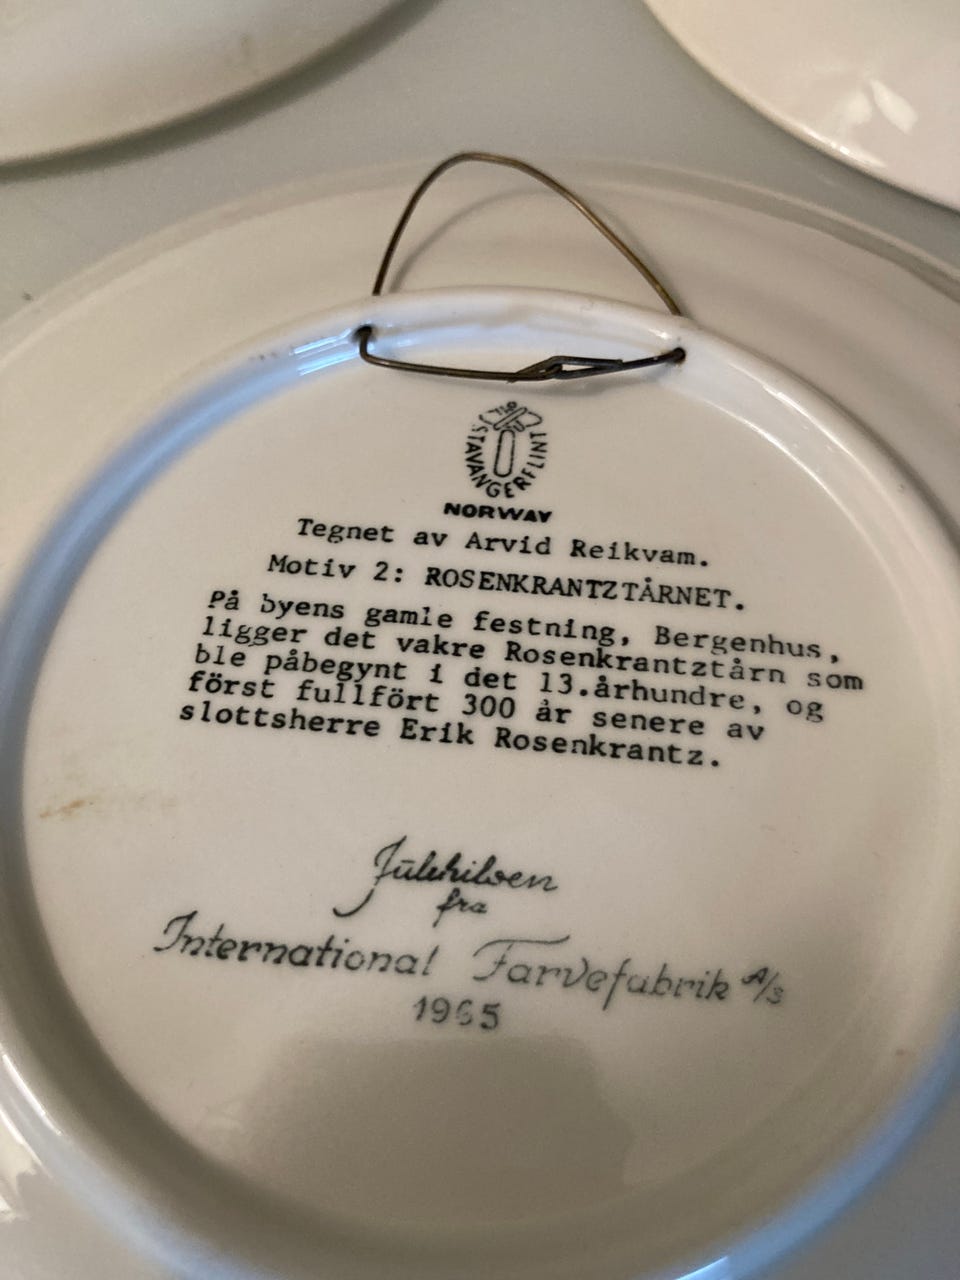 STAVANGERFLINT
NORWAY
Tegnet av Arvid Reikvam.
Motiv 2: ROSENKRANTZTÅRNET.
På byens gamle festning, Bergenhus,
ligger det vakre Rosenkrantztårn som
ble påbegynt i det 13.århundre, og
först fullfört 300 år senere av
slottsherre Erik Rosenkrantz.
Julehilsen
fra
International Farvefabrik A/S
1965